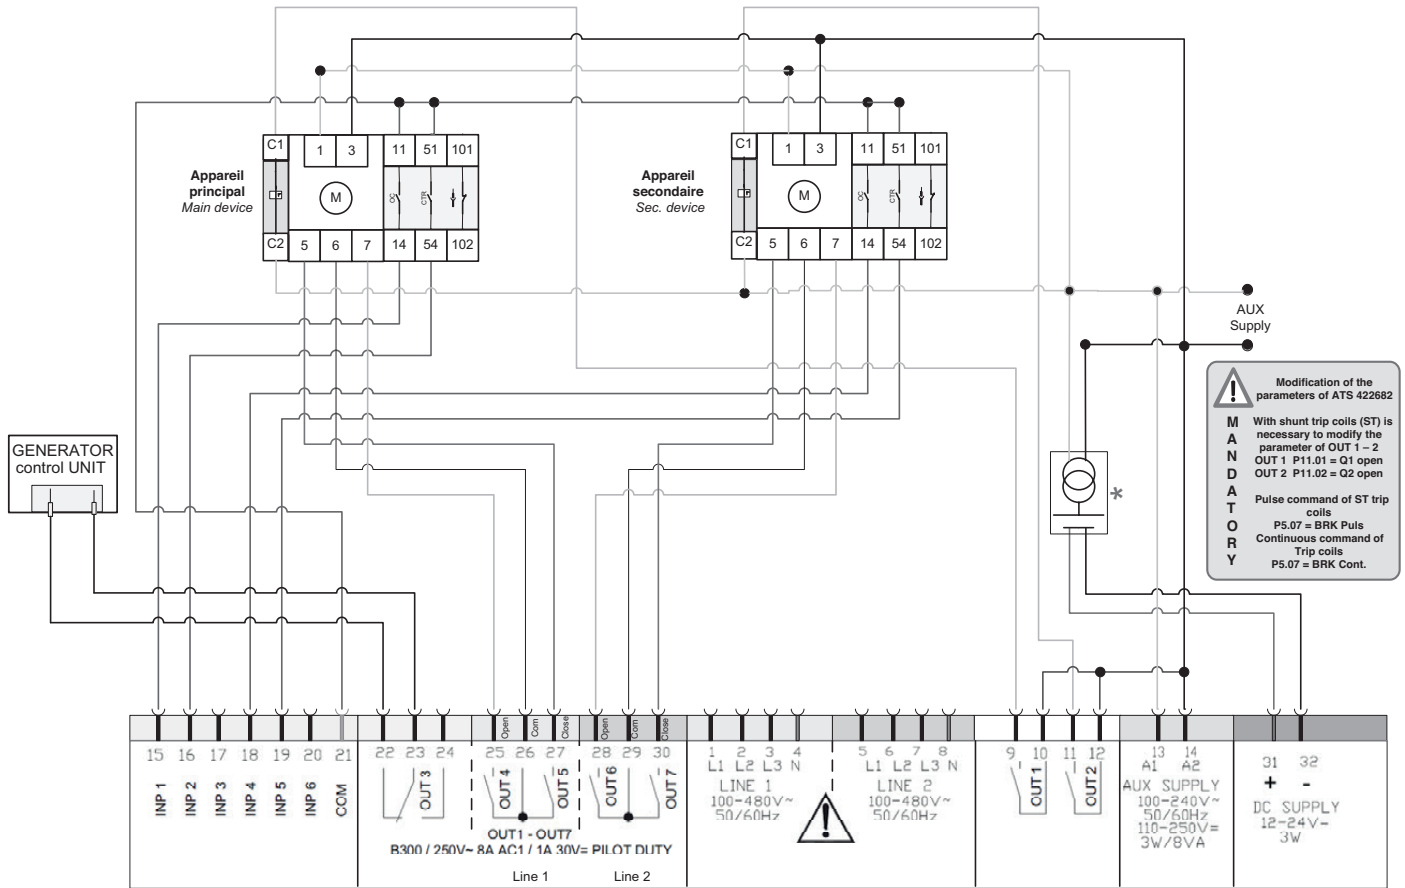 C1
1
3
11
51
101
Appareil
principal
Main device
M
OC
CTR
C2
5
6
7
14
54
102
C1
1
3
11
51
101
Appareil
secondaire
Sec. device
M
OC
CTR
C2
5
6
7
14
54
102
AUX
Supply
Modification of the
parameters of ATS 422682
MANDATORY
With shunt trip coils (ST) is
necessary to modify the
parameter of OUT 1 – 2
OUT 1 P11.01 = Q1 open
OUT 2 P11.02 = Q2 open
Pulse command of ST trip
coils
P5.07 = BRK Puls
Continuous command of
Trip coils
P5.07 = BRK Cont.
*
GENERATOR
control UNIT
Open
Com
Close
Open
Com
Close
15 16 17 18 19 20 21
INP 1
INP 2
INP 3
INP 4
INP 5
INP 6
COM
22 23 24
OUT 3
25 26 27
OUT 4
OUT 5
28 29 30
OUT 6
OUT 7
OUT1 - OUT7
B300 / 250V~ 8A AC1 / 1A 30V= PILOT DUTY
Line 1
Line 2
1 2 3 4
L1 L2 L3 N
LINE 1
100-480V~
50/60Hz
5 6 7 8
L1 L2 L3 N
LINE 2
100-480V~
50/60Hz
9 10 11 12
OUT 1
OUT 2
13 14
A1 A2
AUX SUPPLY
100-240V~
50/60Hz
110-250V=
3W/8VA
31 32
+ -
DC SUPPLY
12-24V-
3W